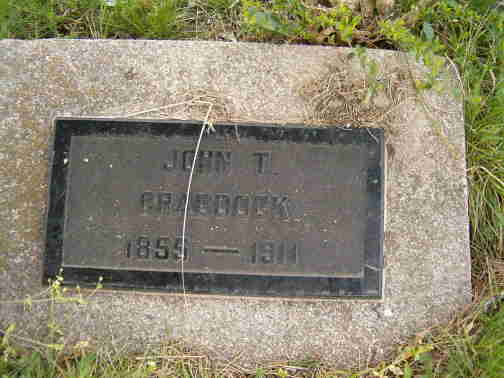 JOHN T.
CRADDOCK
1855 — 1911